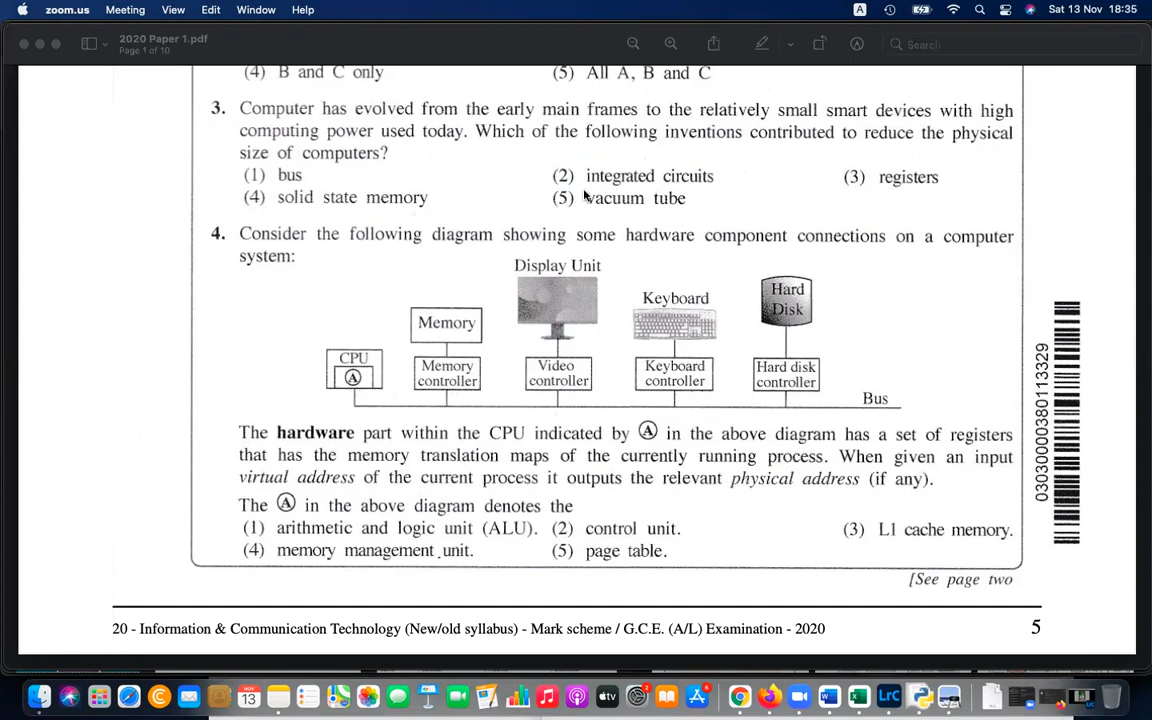 zoom.us Meeting View Edit Window Help
A Sat 13 Nov 18:35
2020 Paper 1.pdf
Page 1 of 10
Search
(4) B and C only (5) All A, B and C
3. Computer has evolved from the early main frames to the relatively small smart devices with high
computing power used today. Which of the following inventions contributed to reduce the physical
size of computers?
(1) bus (2) integrated circuits (3) registers
(4) solid state memory (5) vacuum tube
4. Consider the following diagram showing some hardware component connections on a computer
system:
Display Unit
Keyboard
Hard
Disk
Memory
CPU
A
Memory
controller
Video
controller
Keyboard
controller
Hard disk
controller
Bus
The hardware part within the CPU indicated by Ⓐ in the above diagram has a set of registers
that has the memory translation maps of the currently running process. When given an input
virtual address of the current process it outputs the relevant physical address (if any).
The Ⓐ in the above diagram denotes the
(1) arithmetic and logic unit (ALU). (2) control unit. (3) L1 cache memory.
(4) memory management unit. (5) page table.
[See page two
03030000380113329
20 - Information & Communication Technology (New/old syllabus) - Mark scheme / G.C.E. (A/L) Examination - 2020 5
NOV
13
tv
W
X
LrC